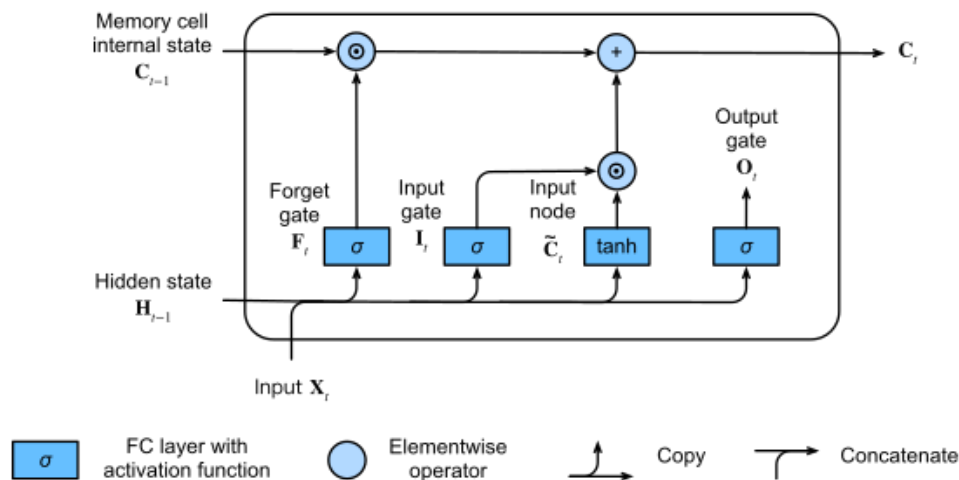 Memory cell
internal state
C_{t-1}
⊙
+
C_t
Output
gate
O_t
⊙
Forget
gate
F_t
Input
gate
I_t
Input
node
C̃_t
σ
σ
tanh
σ
Hidden state
H_{t-1}
Input X_t
σ
FC layer with
activation function
Elementwise
operator
Copy
Concatenate